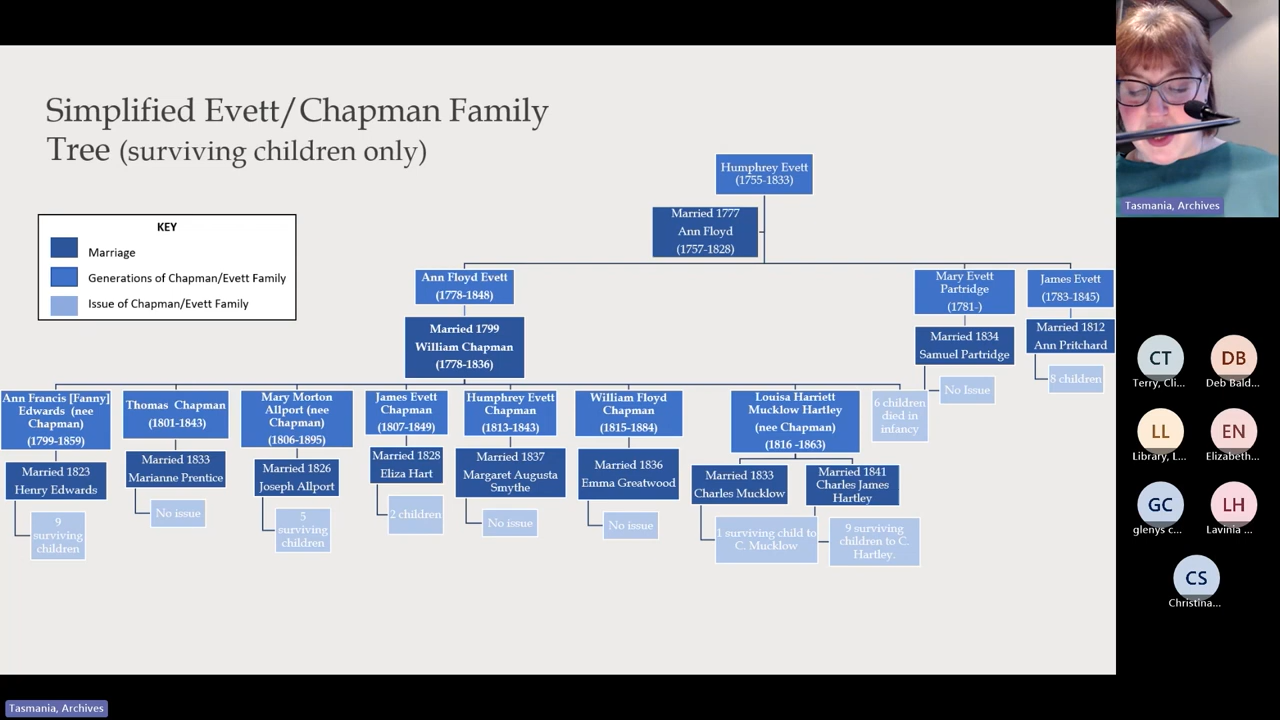 Simplified Evett/Chapman Family
Tree (surviving children only)
KEY
Marriage
Generations of Chapman/Evett Family
Issue of Chapman/Evett Family
Humphrey Evett
(1755-1833)
Married 1777
Ann Floyd
(1757-1828)
Ann Floyd Evett
(1778-1848)
Married 1799
William Chapman
(1778-1836)
Mary Evett
Partridge
(1781-)
Married 1834
Samuel Partridge
No Issue
James Evett
(1783-1845)
Married 1812
Ann Pritchard
8 children
Ann Francis [Fanny]
Edwards (nee
Chapman)
(1799-1859)
Married 1823
Henry Edwards
9
surviving
children
Thomas Chapman
(1801-1843)
Married 1833
Marianne Prentice
No issue
Mary Morton
Allport (nee
Chapman)
(1806-1895)
Married 1826
Joseph Allport
5
surviving
children
James Evett
Chapman
(1807-1849)
Married 1828
Eliza Hart
2 children
Humphrey Evett
Chapman
(1813-1843)
Married 1837
Margaret Augusta
Smythe
No issue
William Floyd
Chapman
(1815-1884)
Married 1836
Emma Greatwood
No issue
Louisa Harriett
Mucklow Hartley
(nee Chapman)
(1816 -1863)
Married 1833
Charles Mucklow
1 surviving child to
C. Mucklow
Married 1841
Charles James
Hartley
9 surviving
children to C.
Hartley.
6 children
died in
infancy
Tasmania, Archives
CT
Terry, Cli...
DB
Deb Bald...
LL
Library, L...
EN
Elizabeth...
GC
glenys c...
LH
Lavinia ...
CS
Christina...
Tasmania, Archives